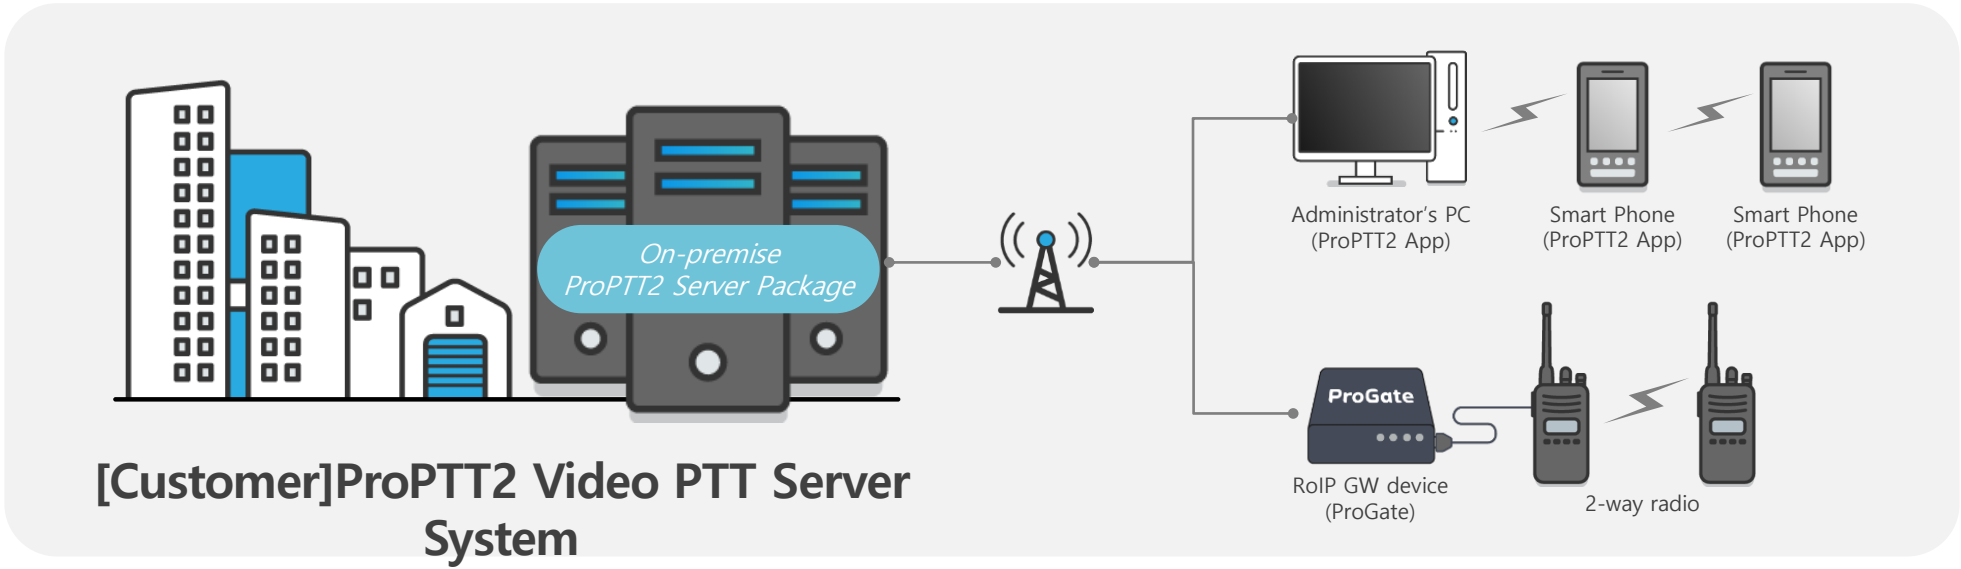 On-premise
ProPTT2 Server Package
[Customer]ProPTT2 Video PTT Server
System
Administrator's PC
(ProPTT2 App)
Smart Phone
(ProPTT2 App)
Smart Phone
(ProPTT2 App)
ProGate
RoIP GW device
(ProGate)
2-way radio